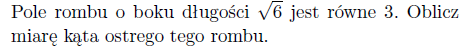 Pole rombu o boku długości √6 jest równe 3. Oblicz
miarę kąta ostrego tego rombu.